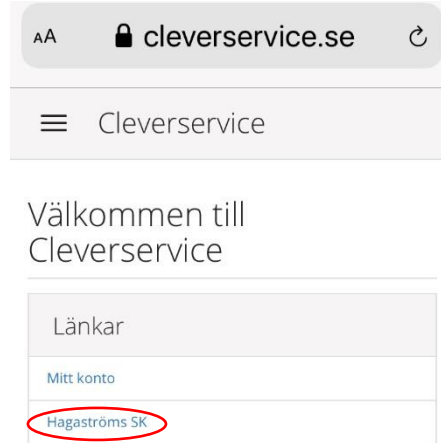 AA cleverservice.se
Cleverservice
Välkommen till
Cleverservice
Länkar
Mitt konto
Hagaströms SK